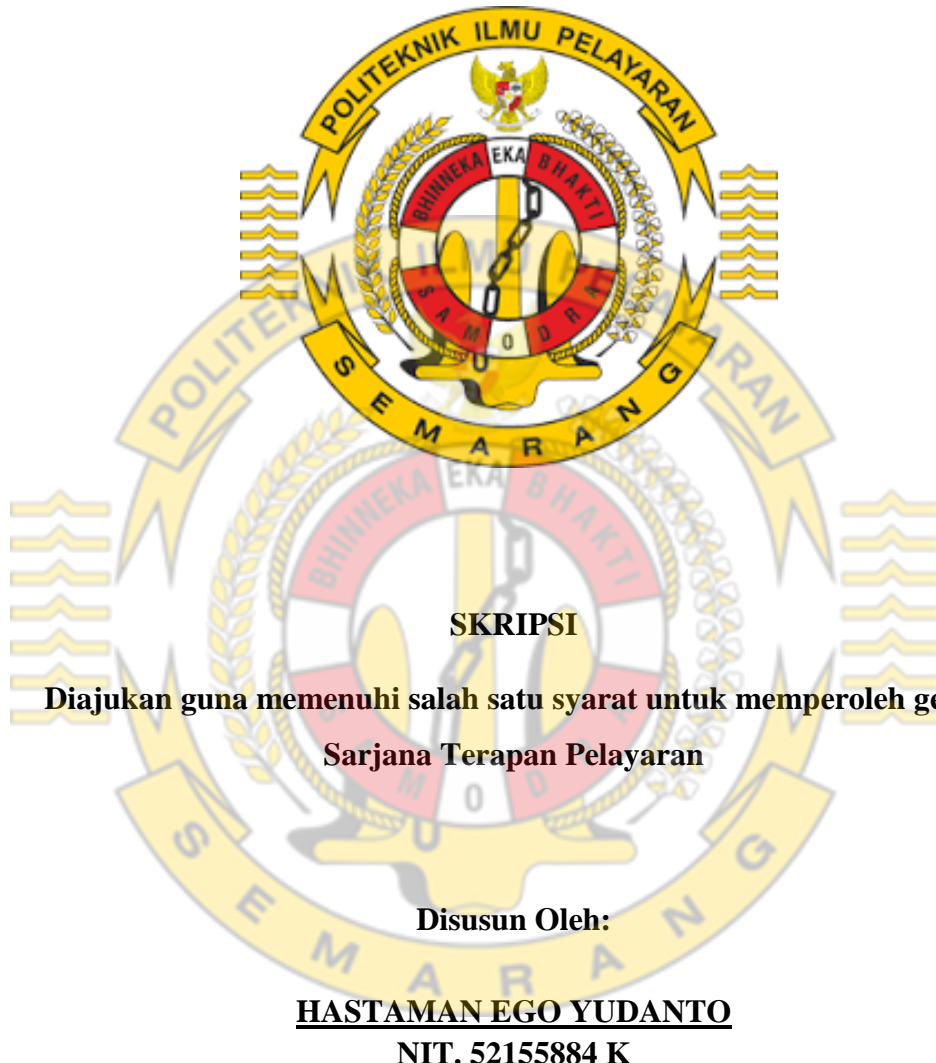 POLITEKNIK ILMU PELAYARAN
BHINNEKA EKA BHAKTI
SAMODRA
SEMARANG
SKRIPSI
Diajukan guna memenuhi salah satu syarat untuk memperoleh
Sarjana Terapan Pelayaran
Disusun Oleh:
HASTAMAN EGO YUDANTO
NIT. 52155884 K